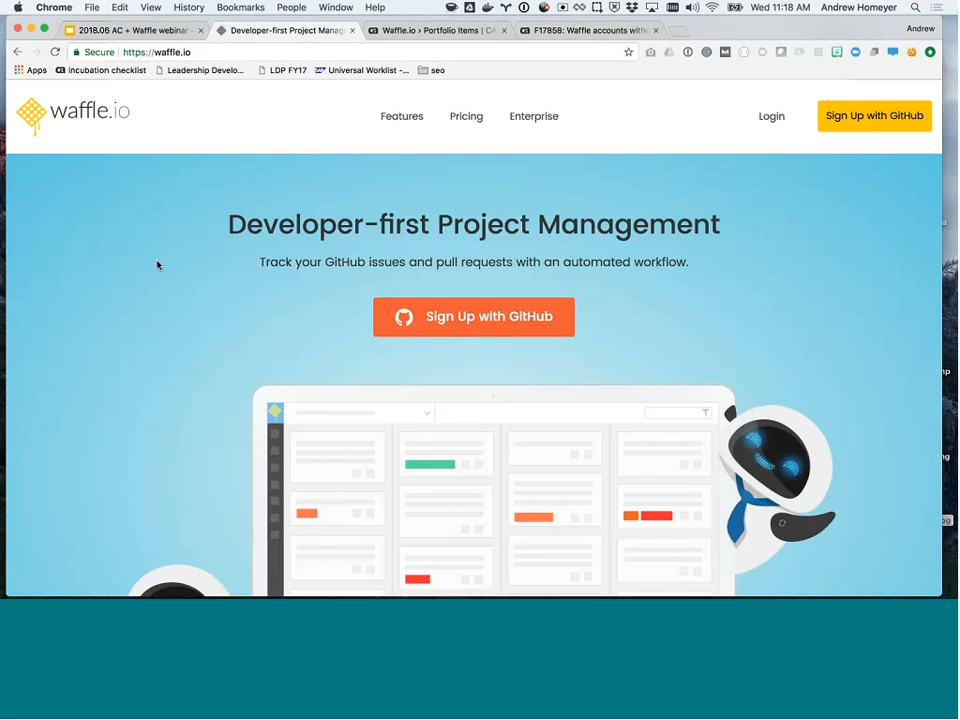 Chrome File Edit View History Bookmarks People Window Help Wed 11:18 AM Andrew Homeyer
2018.06 AC + Waffle webinar - Developer-first Project Manag Waffle.io > Portfolio Items | CA F17858: Waffle accounts with Andrew
Secure https://waffle.io
Apps incubation checklist Leadership Develo... LDP FY17 Universal Worklist -... seo
waffle.io Features Pricing Enterprise Login Sign Up with GitHub
Developer-first Project Management
Track your GitHub issues and pull requests with an automated workflow.
Sign Up with GitHub